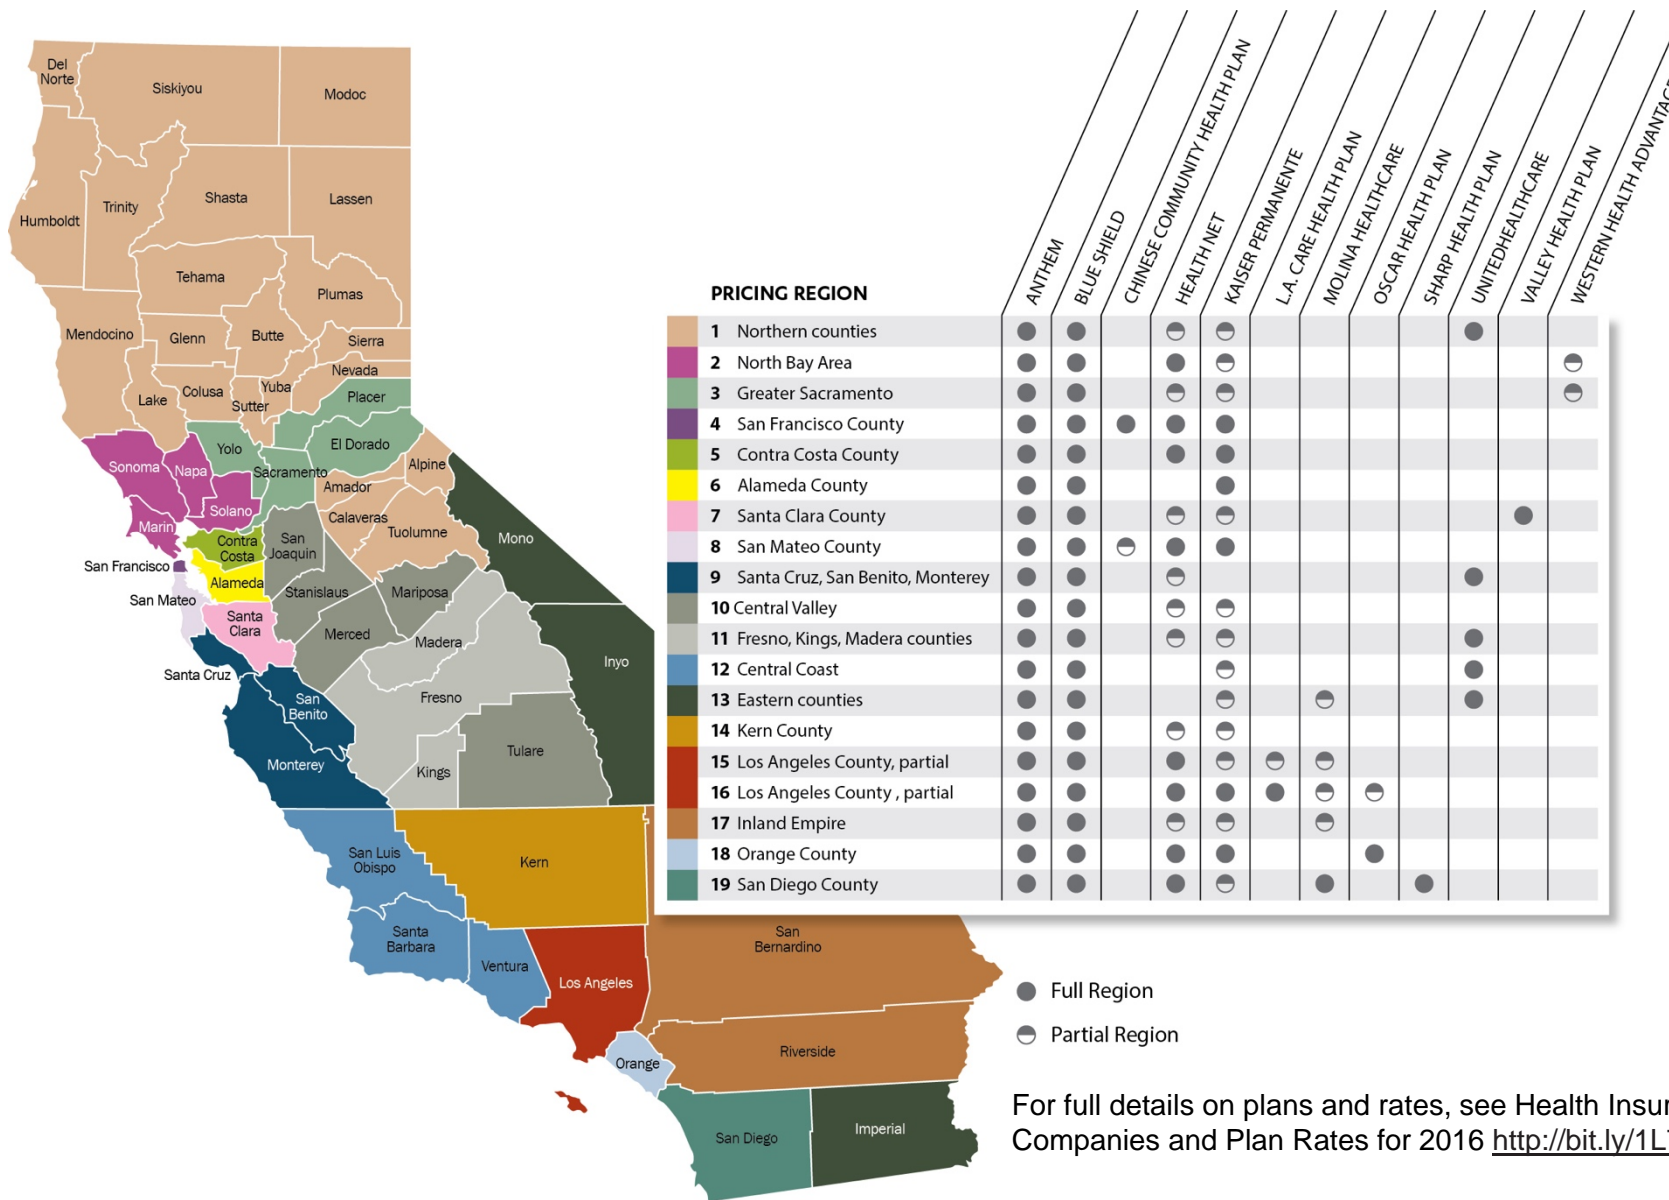 Del
Norte
Siskiyou
Modoc
Humboldt
Trinity
Shasta
Lassen
Tehama
Plumas
Mendocino
Glenn
Butte
Sierra
Nevada
Lake
Colusa
Sutter
Yuba
Placer
Yolo
El Dorado
Sonoma
Napa
Sacramento
Alpine
Amador
Solano
Marin
Calaveras
Tuolumne
Contra
Costa
San
Joaquin
Mono
San Francisco
Alameda
Stanislaus
Mariposa
San Mateo
Santa
Clara
Merced
Madera
Inyo
Santa Cruz
San
Benito
Fresno
Monterey
Kings
Tulare
San Luis
Obispo
Kern
Santa
Barbara
Ventura
Los Angeles
San
Bernardino
Orange
Riverside
San Diego
Imperial
ANTHEM
BLUE SHIELD
CHINESE COMMUNITY HEALTH PLAN
HEALTH NET
KAISER PERMANENTE
L.A. CARE HEALTH PLAN
MOLINA HEALTHCARE
OSCAR HEALTH PLAN
SHARP HEALTH PLAN
UNITEDHEALTHCARE
VALLEY HEALTH PLAN
WESTERN HEALTH ADVANTAGE
PRICING REGION
1 Northern counties
2 North Bay Area
3 Greater Sacramento
4 San Francisco County
5 Contra Costa County
6 Alameda County
7 Santa Clara County
8 San Mateo County
9 Santa Cruz, San Benito, Monterey
10 Central Valley
11 Fresno, Kings, Madera counties
12 Central Coast
13 Eastern counties
14 Kern County
15 Los Angeles County, partial
16 Los Angeles County , partial
17 Inland Empire
18 Orange County
19 San Diego County
Full Region
Partial Region
For full details on plans and rates, see Health Insur
Companies and Plan Rates for 2016 http://bit.ly/1L